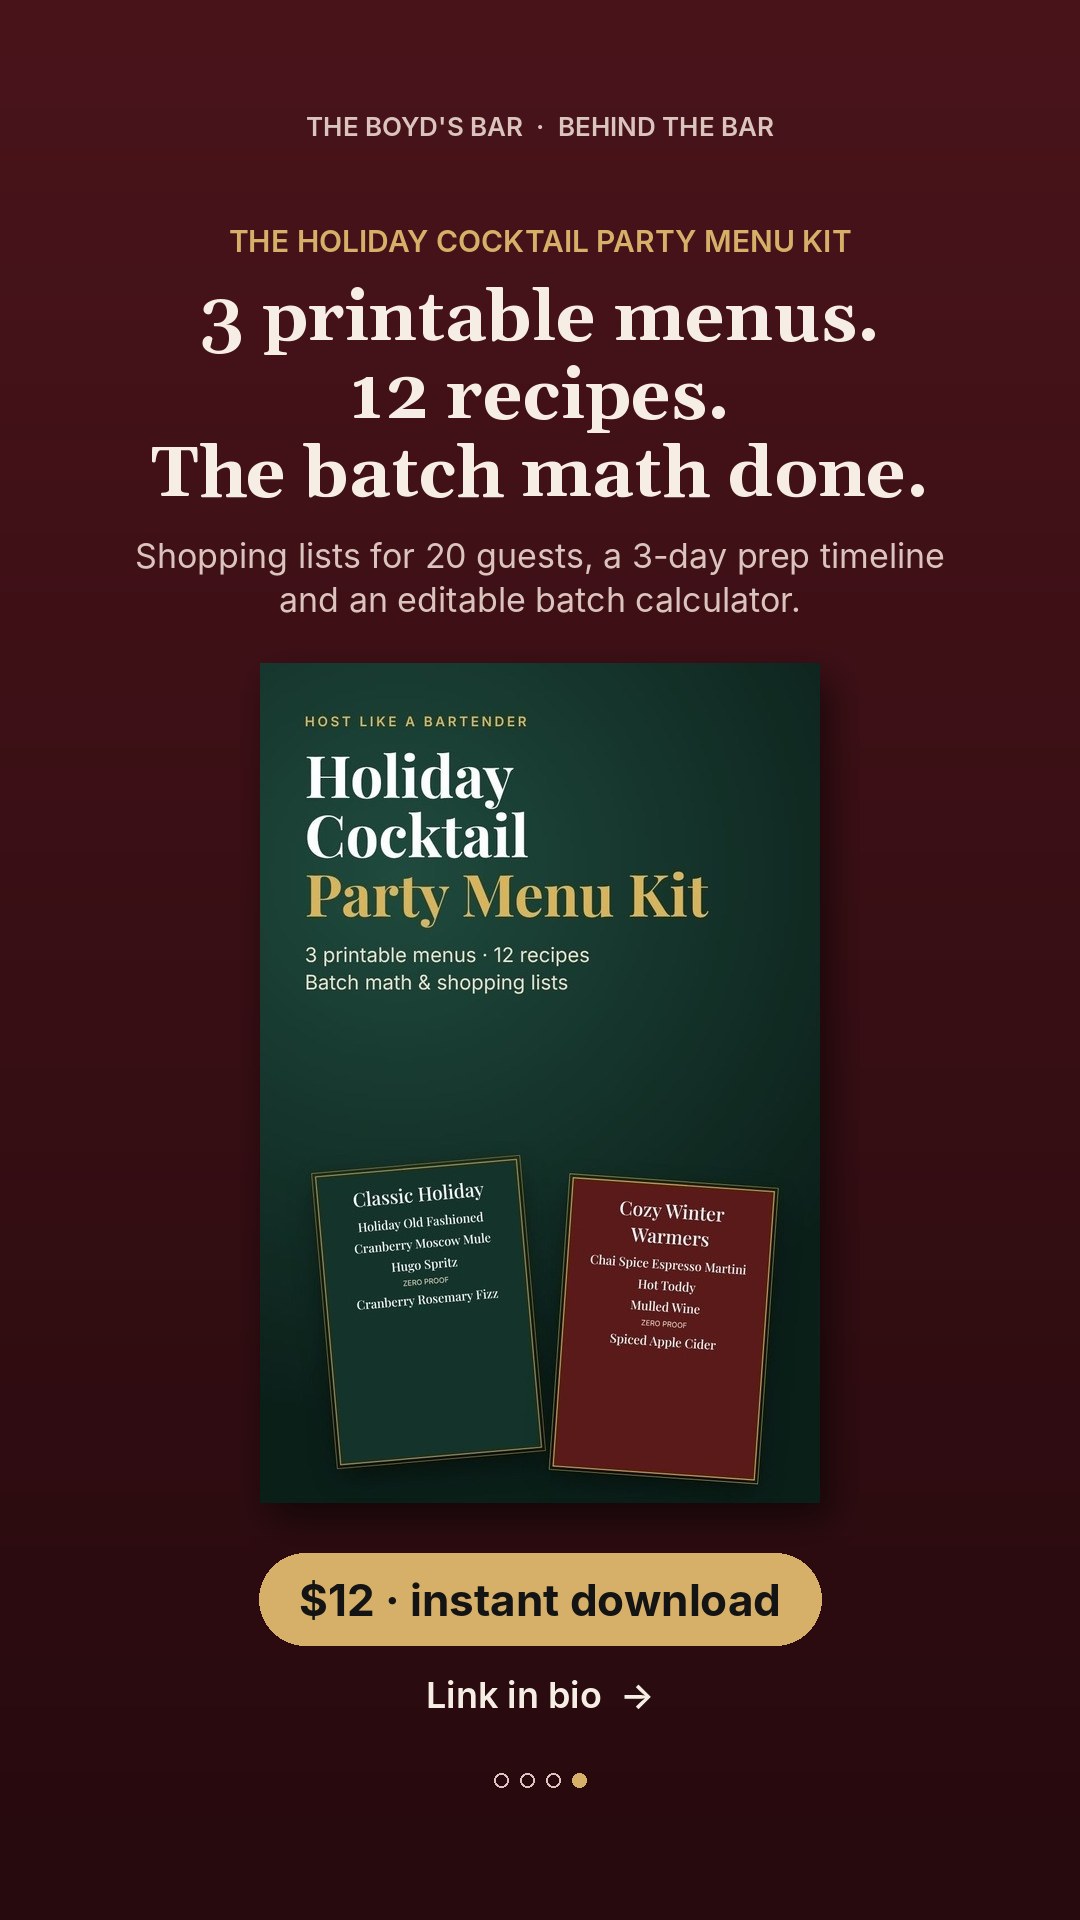 THE BOYD'S BAR · BEHIND THE BAR
THE HOLIDAY COCKTAIL PARTY MENU KIT
3 printable menus.
12 recipes.
The batch math done.
Shopping lists for 20 guests, a 3-day prep timeline
and an editable batch calculator.
HOST LIKE A BARTENDER
Holiday
Cocktail
Party Menu Kit
3 printable menus · 12 recipes
Batch math & shopping lists
Classic Holiday
Holiday Old Fashioned
Cranberry Moscow Mule
Hugo Spritz
ZERO PROOF
Cranberry Rosemary Fizz
Cozy Winter
Warmers
Chai Spice Espresso Martini
Hot Toddy
Mulled Wine
ZERO PROOF
Spiced Apple Cider
$12 · instant download
Link in bio →